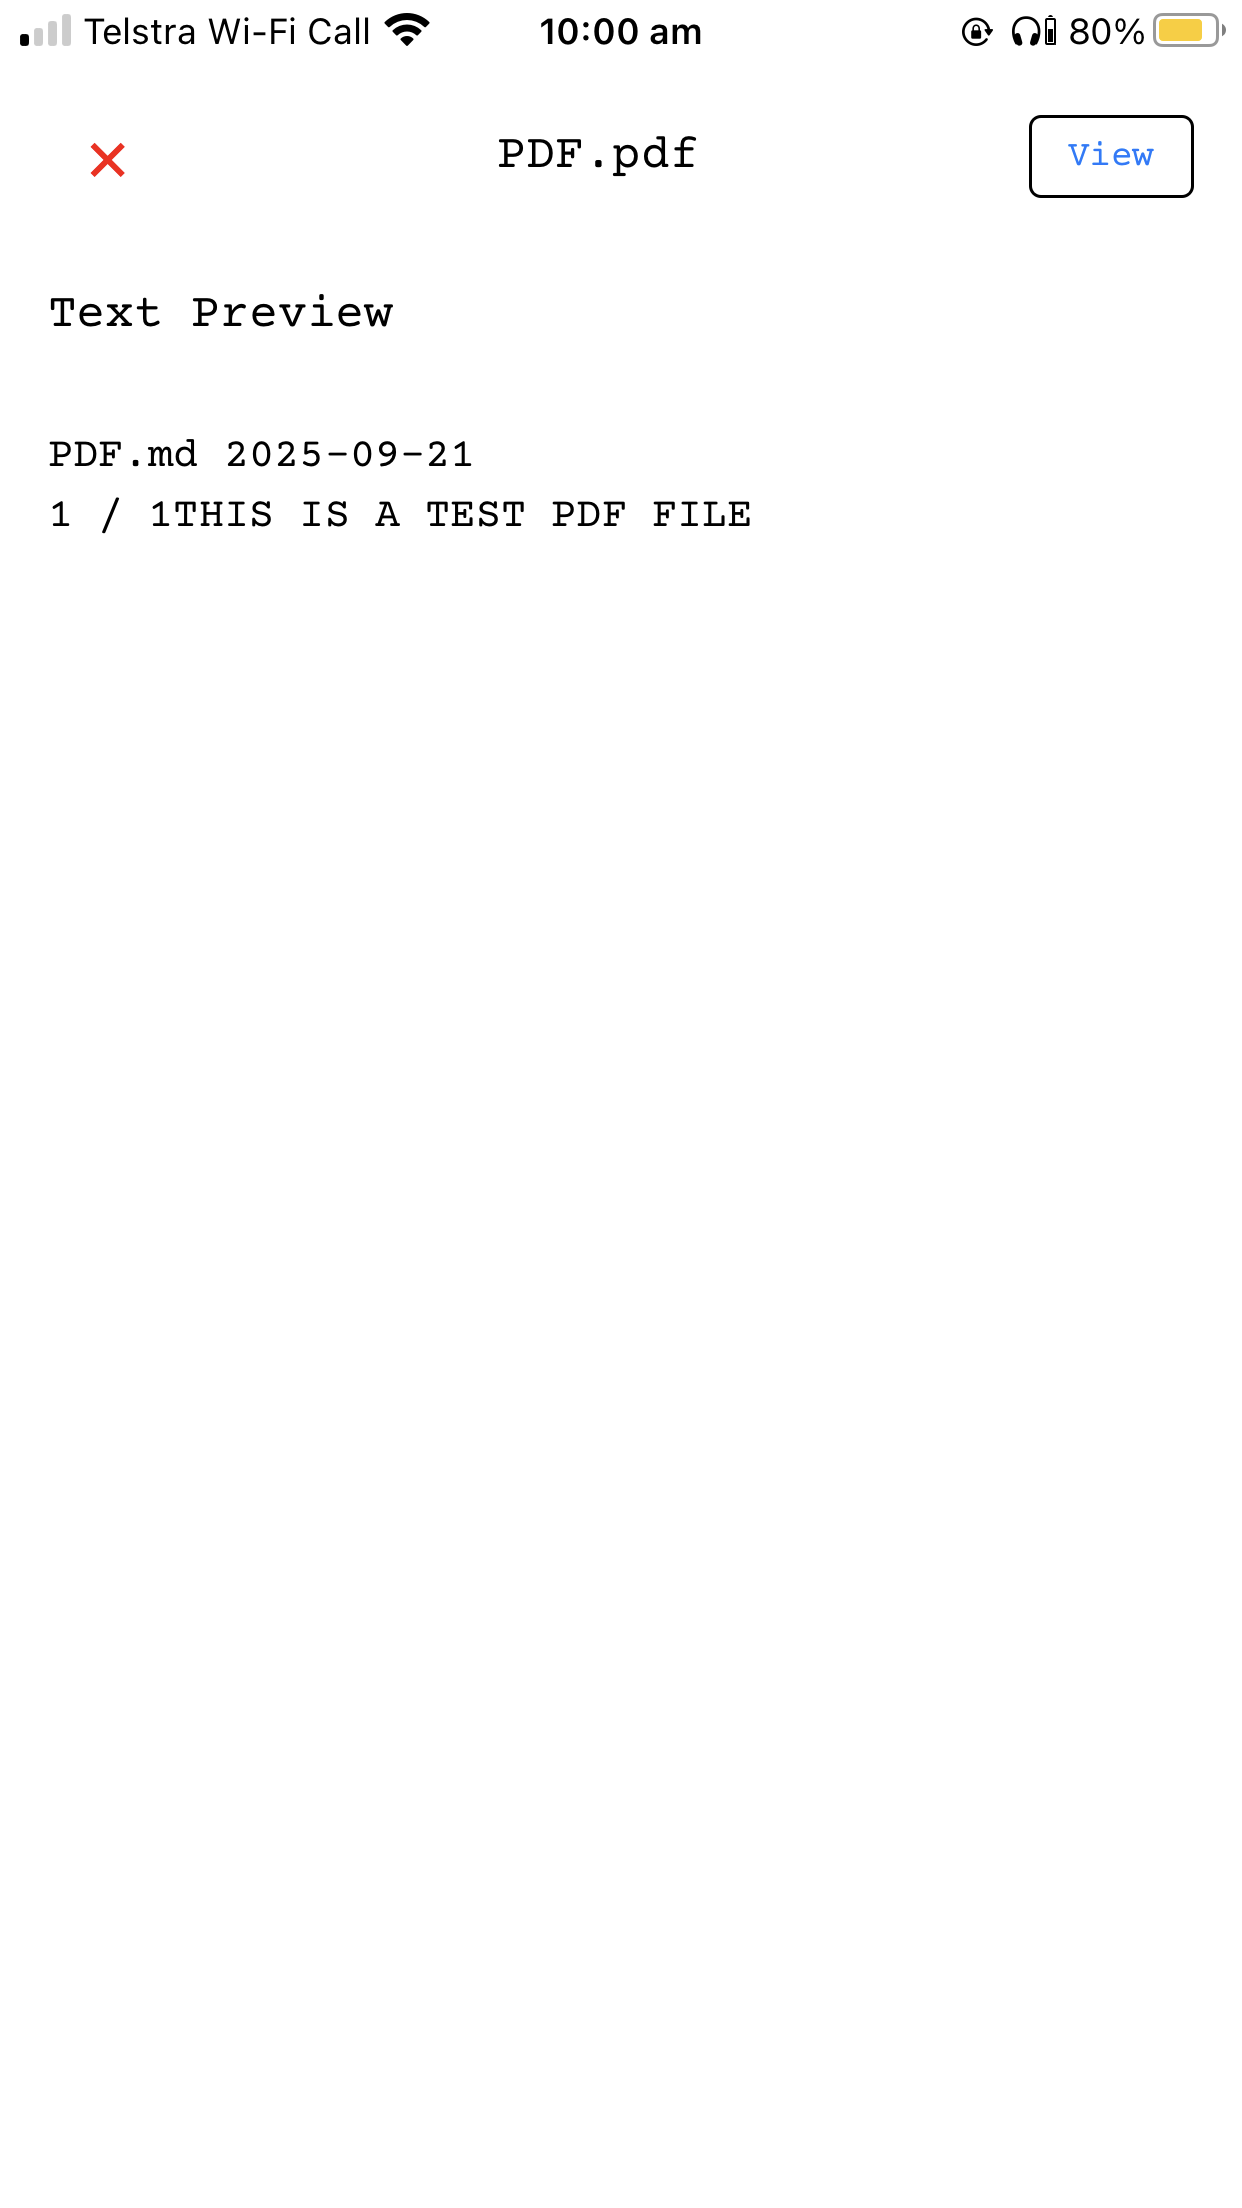 Telstra Wi-Fi Call 10:00 am 80%
PDF.pdf View
Text Preview
PDF.md 2025-09-21
1 / 1THIS IS A TEST PDF FILE